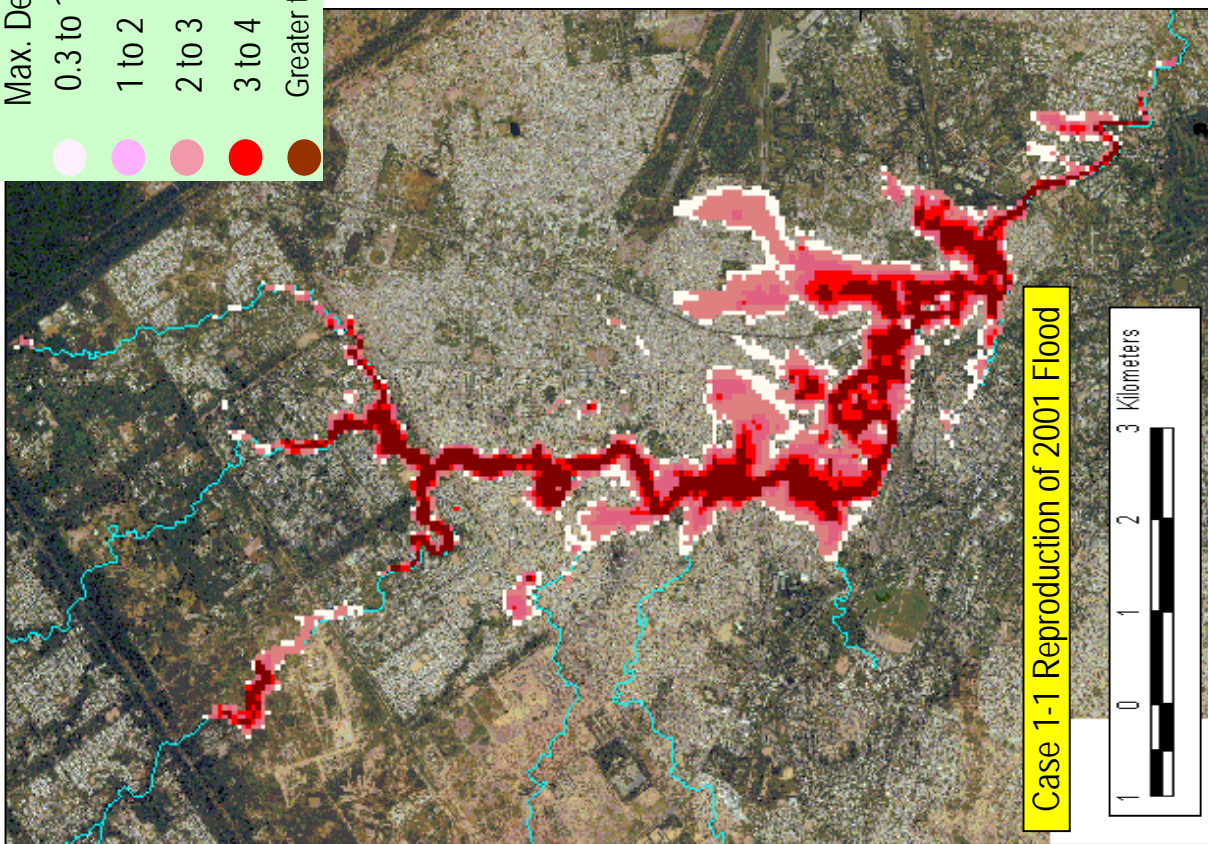 Max.
0.3 to
1 to 2
2 to 3
3 to 4
Greater
Case 1-1 Reproduction of 2001 Flood
1 0 1 2 3 Kilometers